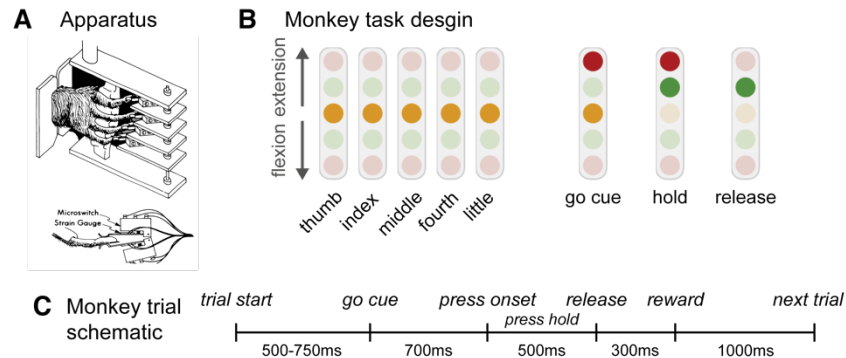 A Apparatus
Microswitch
Strain Gauge
B Monkey task desgin
flexion extension
thumb
index
middle
fourth
little
go cue
hold
release
C Monkey trial
schematic
trial start
go cue
press onset
release
reward
next trial
press hold
500-750ms
700ms
500ms
300ms
1000ms